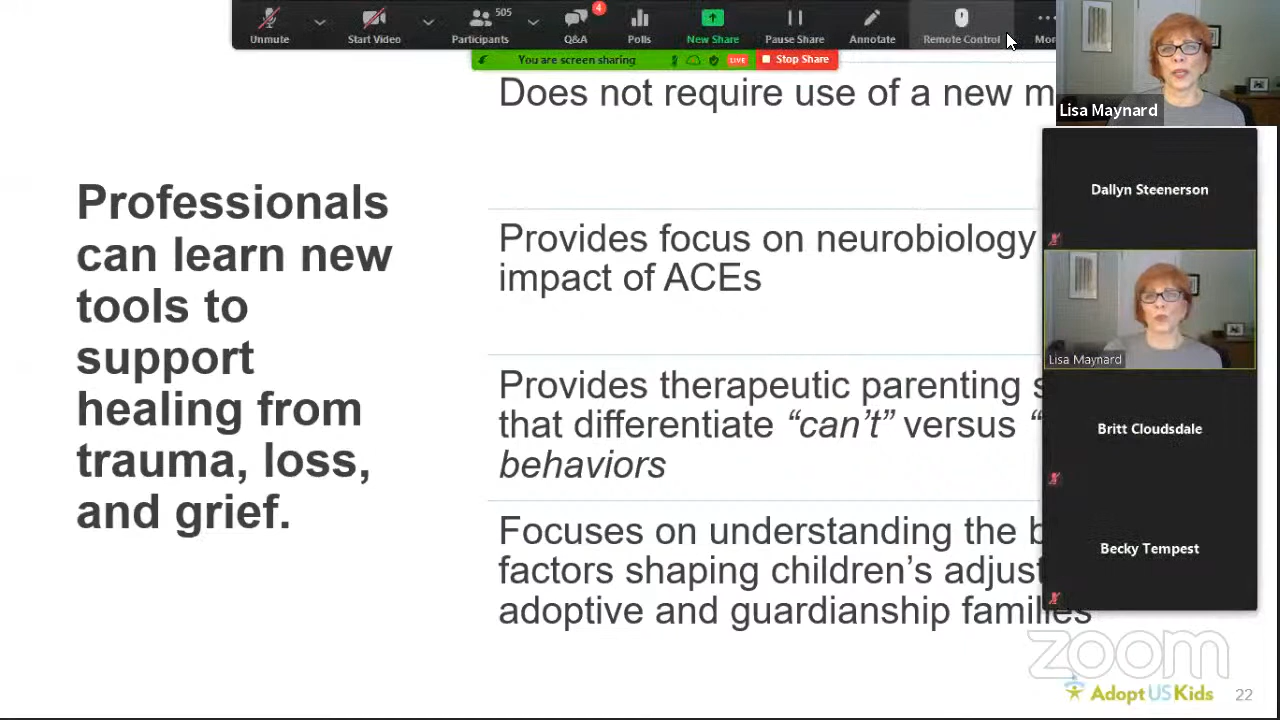 505
4
Unmute
Start Video
Participants
Q&A
Polls
New Share
Pause Share
Annotate
Remote Control
You are screen sharing
LIVE
Stop Share
Lisa Maynard
Dallyn Steenerson
Lisa Maynard
Britt Cloudsdale
Becky Tempest
Professionals
can learn new
tools to
support
healing from
trauma, loss,
and grief.
Does not require use of a new
Provides focus on neurobiology
impact of ACEs
Provides therapeutic parenting
that differentiate “can’t” versus “
behaviors
Focuses on understanding the
factors shaping children’s
adoptive and guardianship families
zoom
AdoptUSKids
22